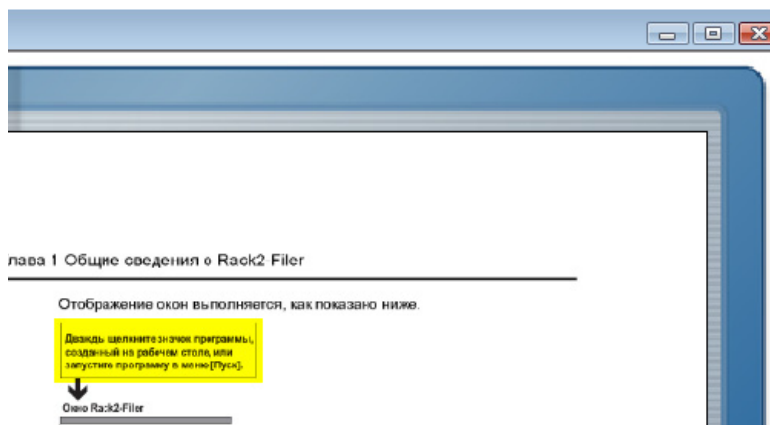 лава 1 Общие сведения о Rack2 Filer
Отображение окон выполняется, как показано ниже.
Дважды щелкните значок программы,
созданный на рабочем столе, или
запустите программу в меню [Пуск].
Окно Rack2-Filer